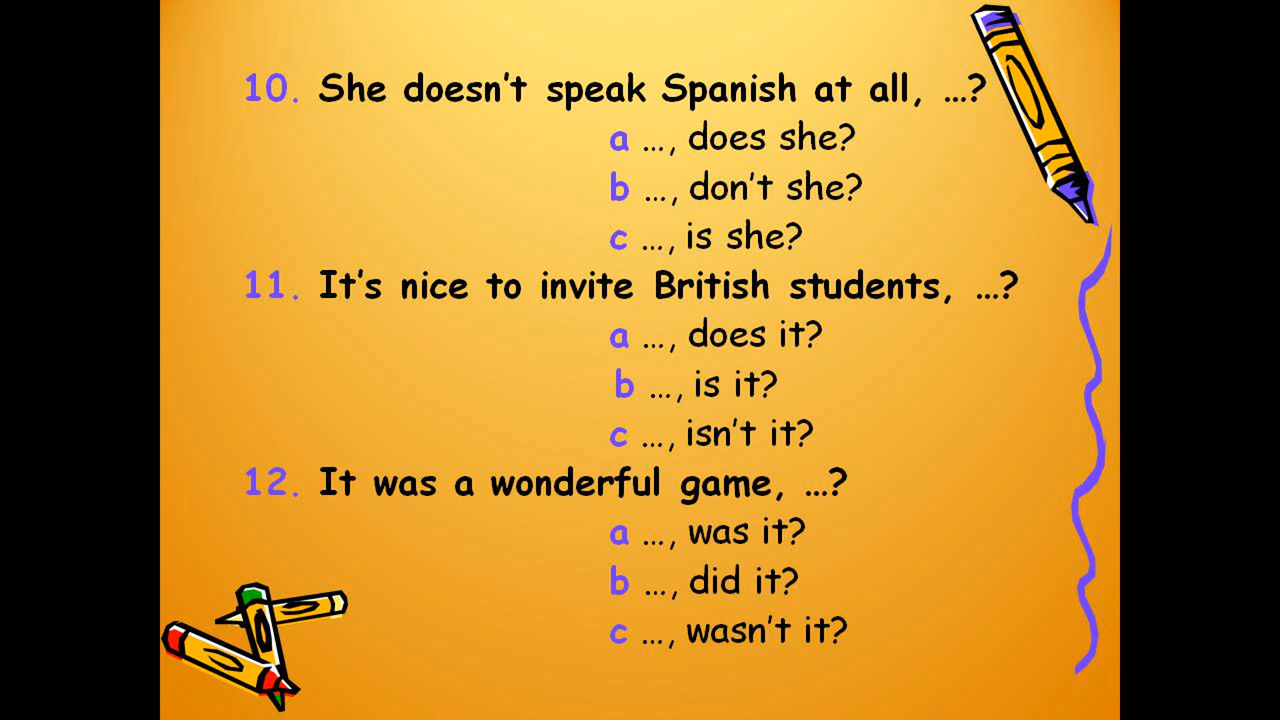 10. She doesn't speak Spanish at all, ...?
a ..., does she?
b ..., don't she?
c ..., is she?
11. It's nice to invite British students, ...?
a ..., does it?
b ..., is it?
c ..., isn't it?
12. It was a wonderful game, ...?
a ..., was it?
b ..., did it?
c ..., wasn't it?